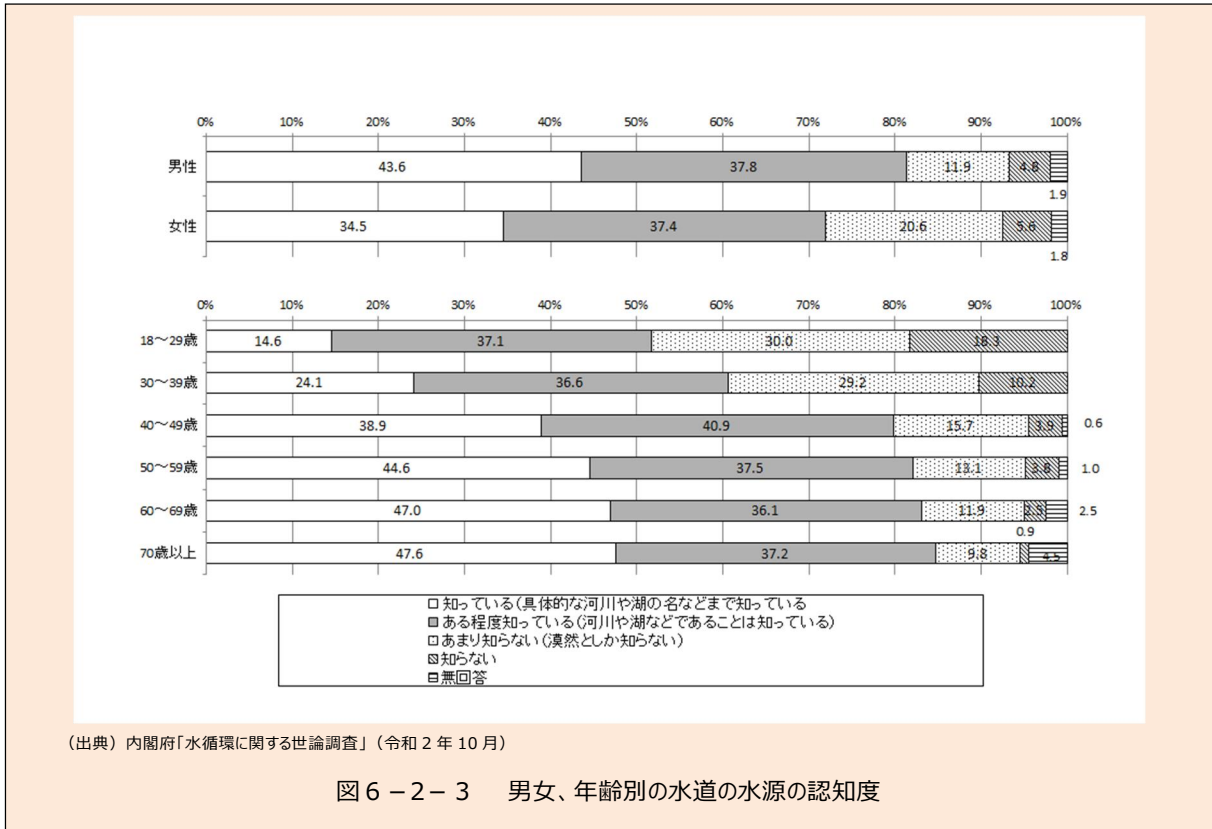 0% 10% 20% 30% 40% 50% 60% 70% 80% 90% 100%
男性 43.6 37.8 11.9 4.8
1.9
女性 34.5 37.4 20.6 5.6
1.8
0% 10% 20% 30% 40% 50% 60% 70% 80% 90% 100%
18～29歳 14.6 37.1 30.0 18.3
30～39歳 24.1 36.6 29.2 10.2
40～49歳 38.9 40.9 15.7 3.9 0.6
50～59歳 44.6 37.5 13.1 3.8 1.0
60～69歳 47.0 36.1 11.9 2.5 2.5
0.9
70歳以上 47.6 37.2 9.8 4.5
知っている(具体的な河川や湖の名などまで知っている
ある程度知っている(河川や湖などであることは知っている)
あまり知らない(漠然としか知らない)
知らない
無回答
（出典）内閣府「水循環に関する世論調査」（令和2年10月）
図6－2－3 男女、年齢別の水道の水源の認知度